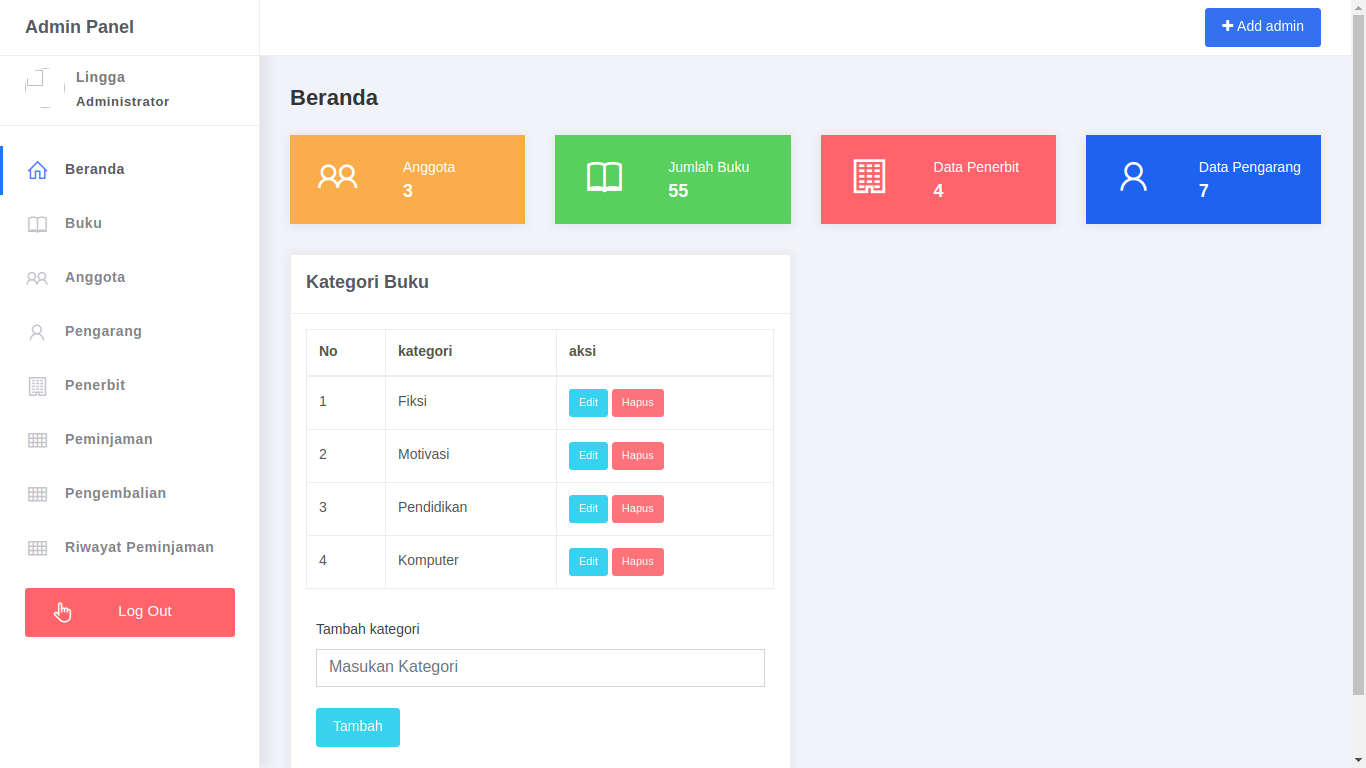 Admin Panel
Add admin
Lingga
Administrator
Beranda
Buku
Anggota
Pengarang
Penerbit
Peminjaman
Pengembalian
Riwayat Peminjaman
Log Out
Beranda
Anggota
3
Jumlah Buku
55
Data Penerbit
4
Data Pengarang
7
Kategori Buku
No kategori aksi
1 Fiksi Edit Hapus
2 Motivasi Edit Hapus
3 Pendidikan Edit Hapus
4 Komputer Edit Hapus
Tambah kategori
Masukan Kategori
Tambah